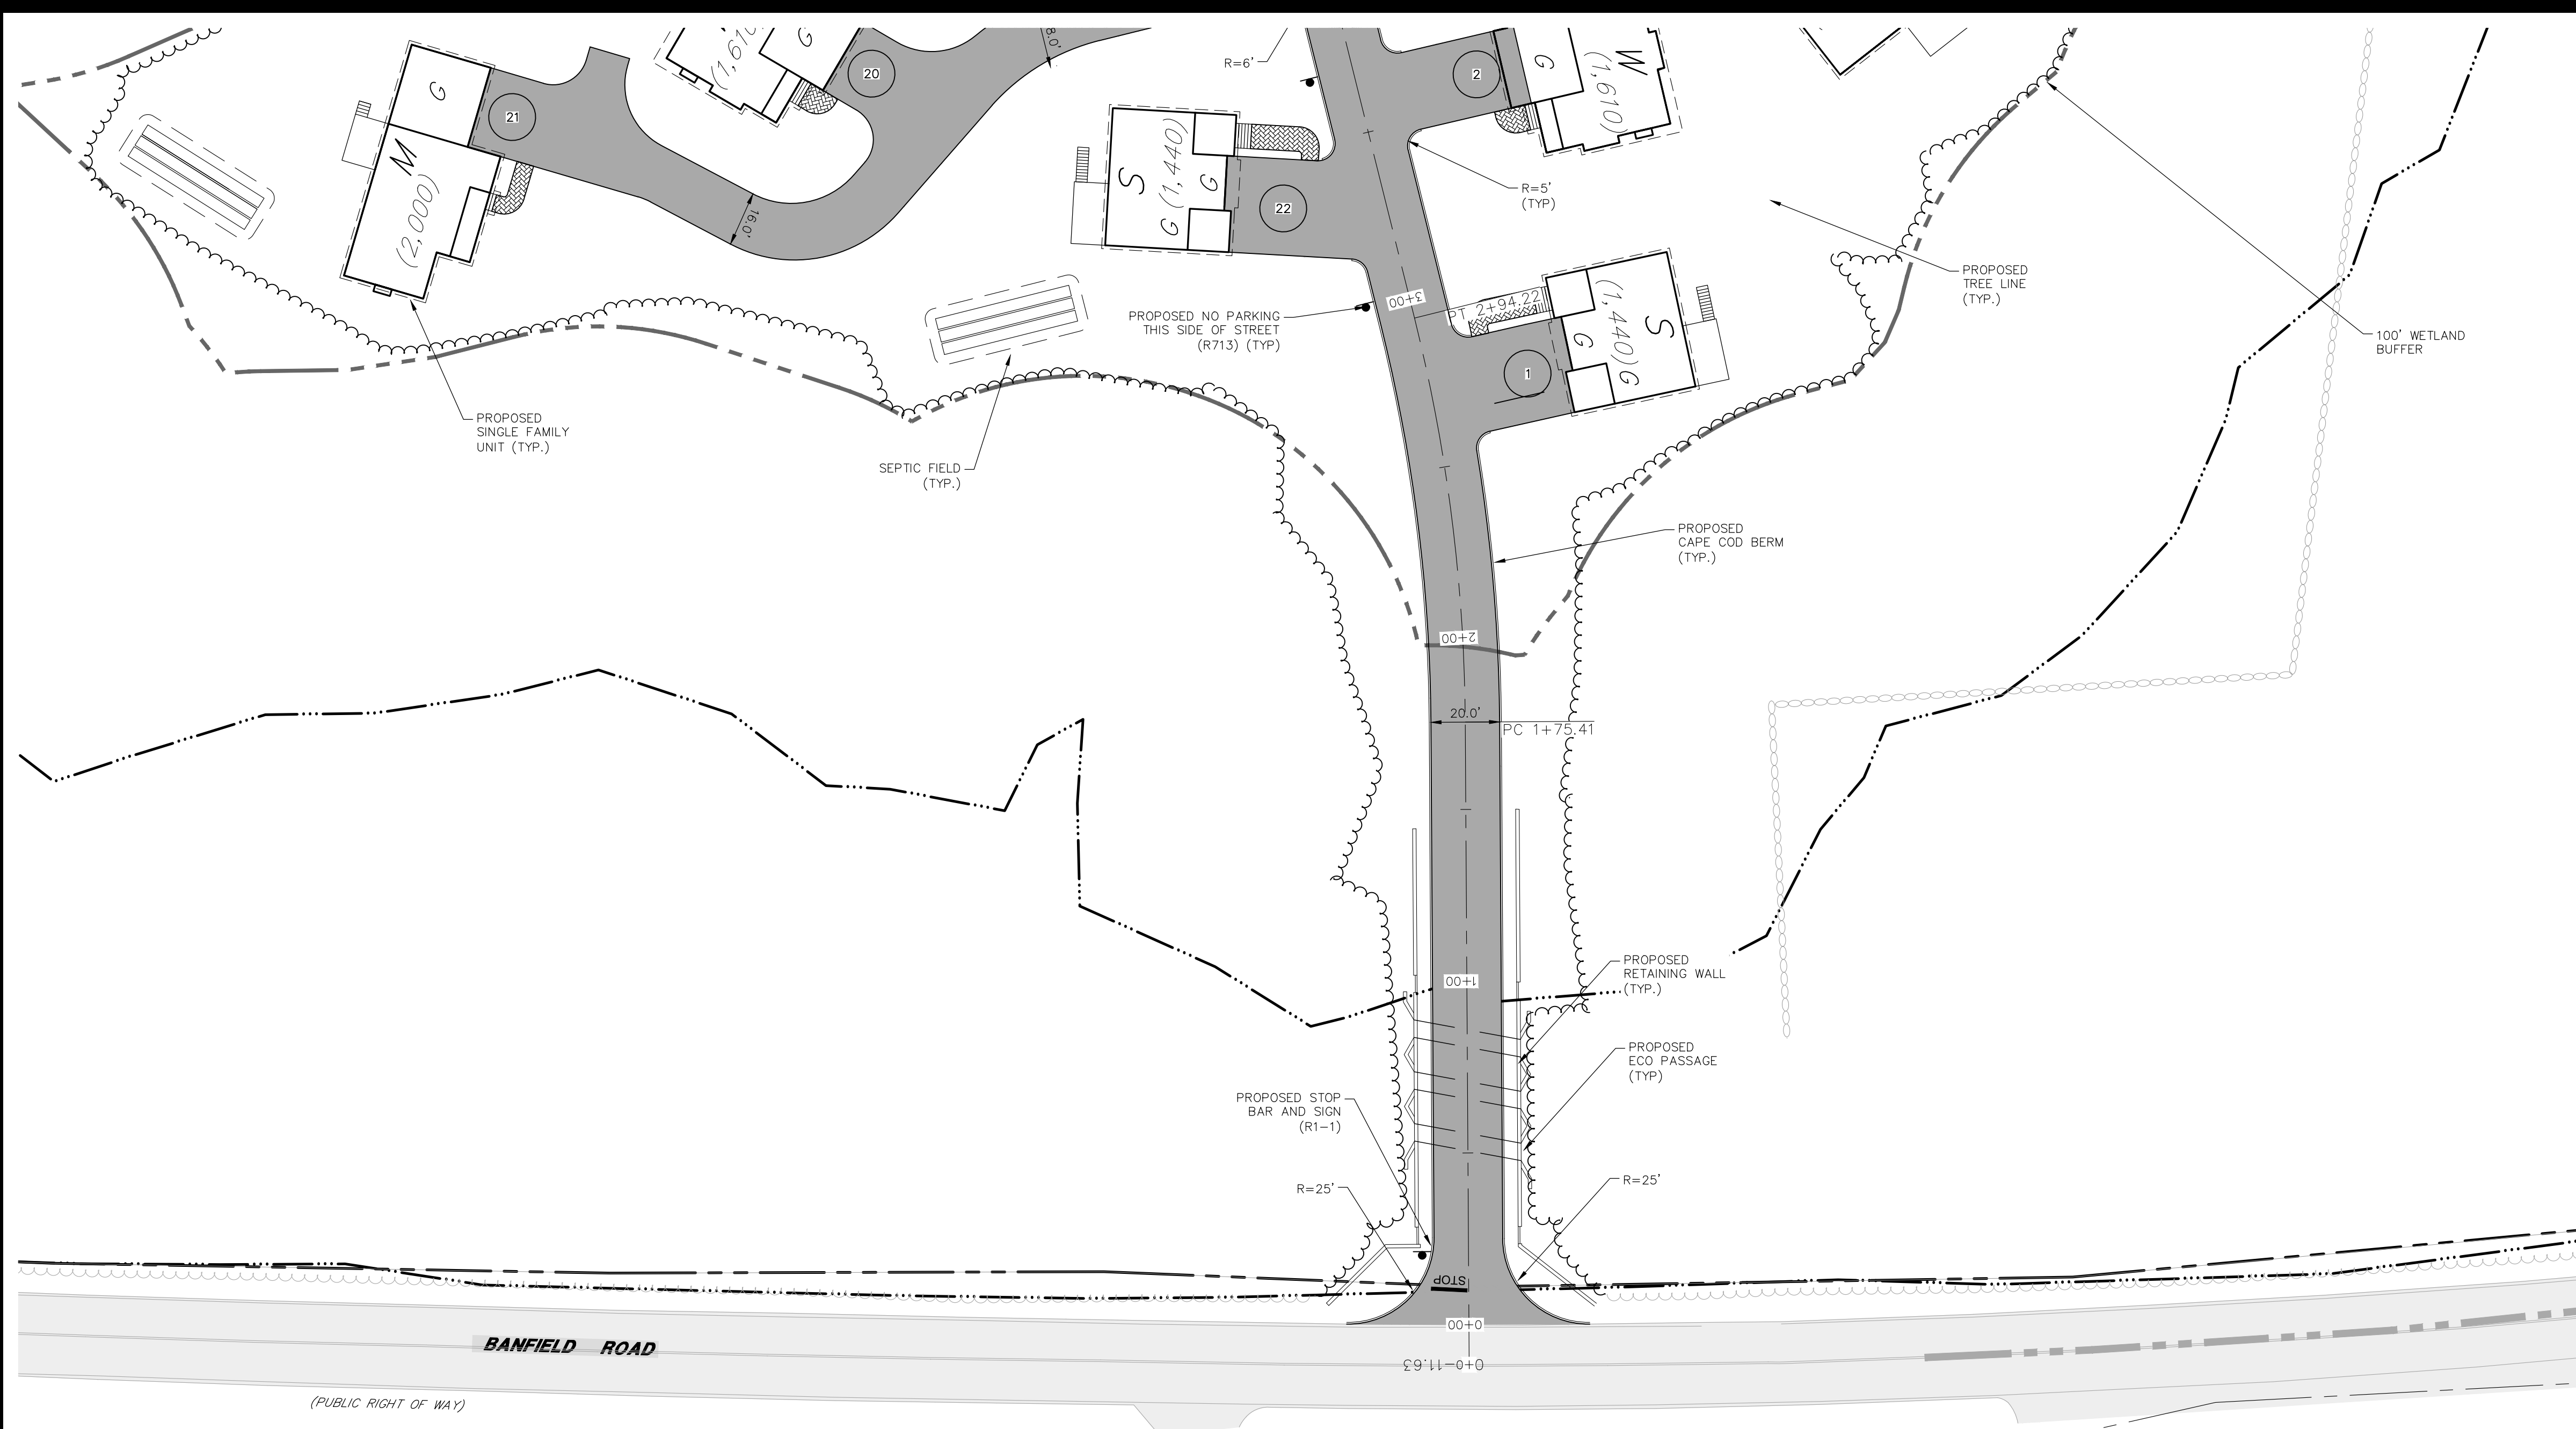 8.0'
(1,610)
G
20
R=6'
2
G
W
(1,610)
G
21
M
(2,000)
16.0'
S
G
(1,440)
G
22
R=5'
(TYP)
PROPOSED
TREE LINE
(TYP.)
100' WETLAND
BUFFER
3+00
PT 2+94.22
PROPOSED NO PARKING
THIS SIDE OF STREET
(R713) (TYP)
G
(1,440)
S
G
1
PROPOSED
SINGLE FAMILY
UNIT (TYP.)
SEPTIC FIELD
(TYP.)
PROPOSED
CAPE COD BERM
(TYP.)
2+00
20.0'
PC 1+75.41
1+00
PROPOSED
RETAINING WALL
(TYP.)
PROPOSED
ECO PASSAGE
(TYP)
PROPOSED STOP
BAR AND SIGN
(R1-1)
R=25'
R=25'
STOP
0+00
0+0-11.63
BANFIELD ROAD
(PUBLIC RIGHT OF WAY)